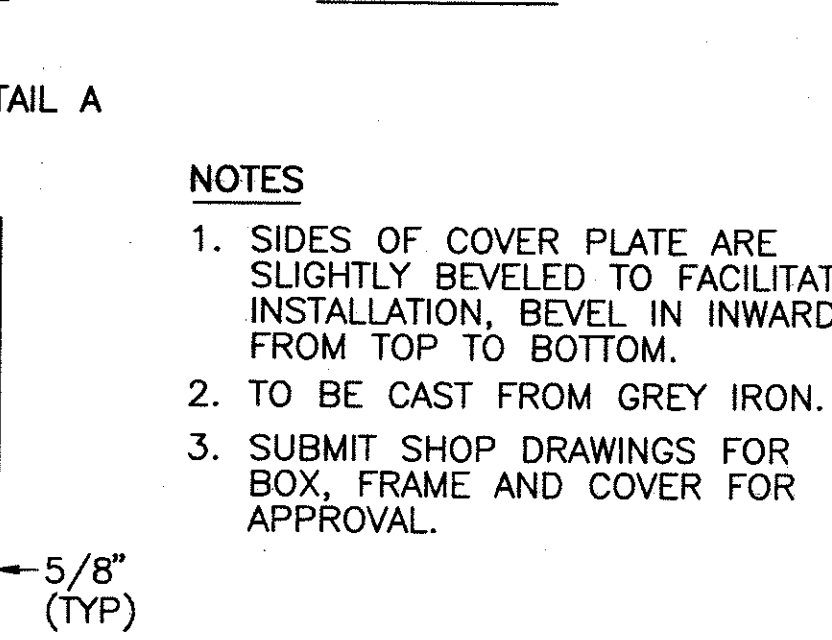 TAIL A
NOTES
1. SIDES OF COVER PLATE ARE
SLIGHTLY BEVELED TO FACILITAT
INSTALLATION, BEVEL IN INWARD
FROM TOP TO BOTTOM.
2. TO BE CAST FROM GREY IRON.
3. SUBMIT SHOP DRAWINGS FOR
BOX, FRAME AND COVER FOR
APPROVAL.
5/8"
(TYP)